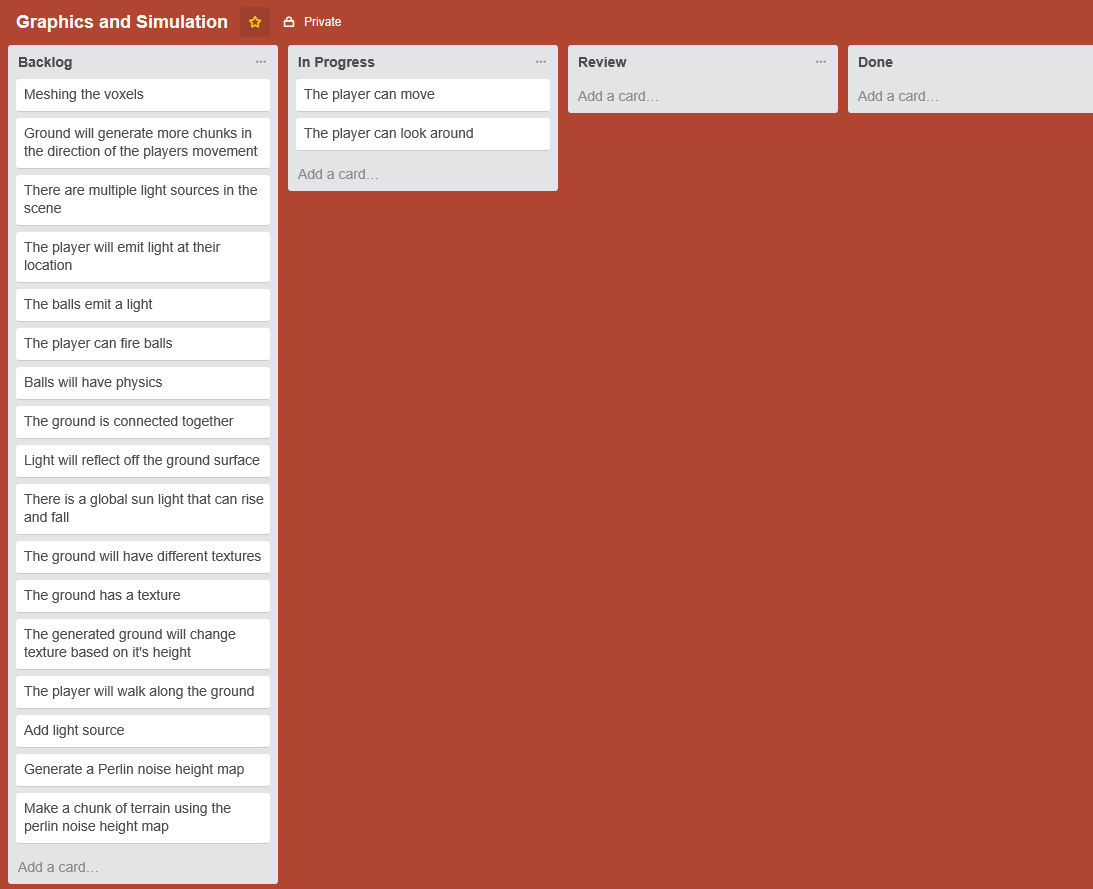 Graphics and Simulation
Private
Backlog
Meshing the voxels
Ground will generate more chunks in
the direction of the players movement
There are multiple light sources in the
scene
The player will emit light at their
location
The balls emit a light
The player can fire balls
Balls will have physics
The ground is connected together
Light will reflect off the ground surface
There is a global sun light that can rise
and fall
The ground will have different textures
The ground has a texture
The generated ground will change
texture based on it's height
The player will walk along the ground
Add light source
Generate a Perlin noise height map
Make a chunk of terrain using the
perlin noise height map
Add a card…
In Progress
The player can move
The player can look around
Add a card…
Review
Add a card…
Done
Add a card…